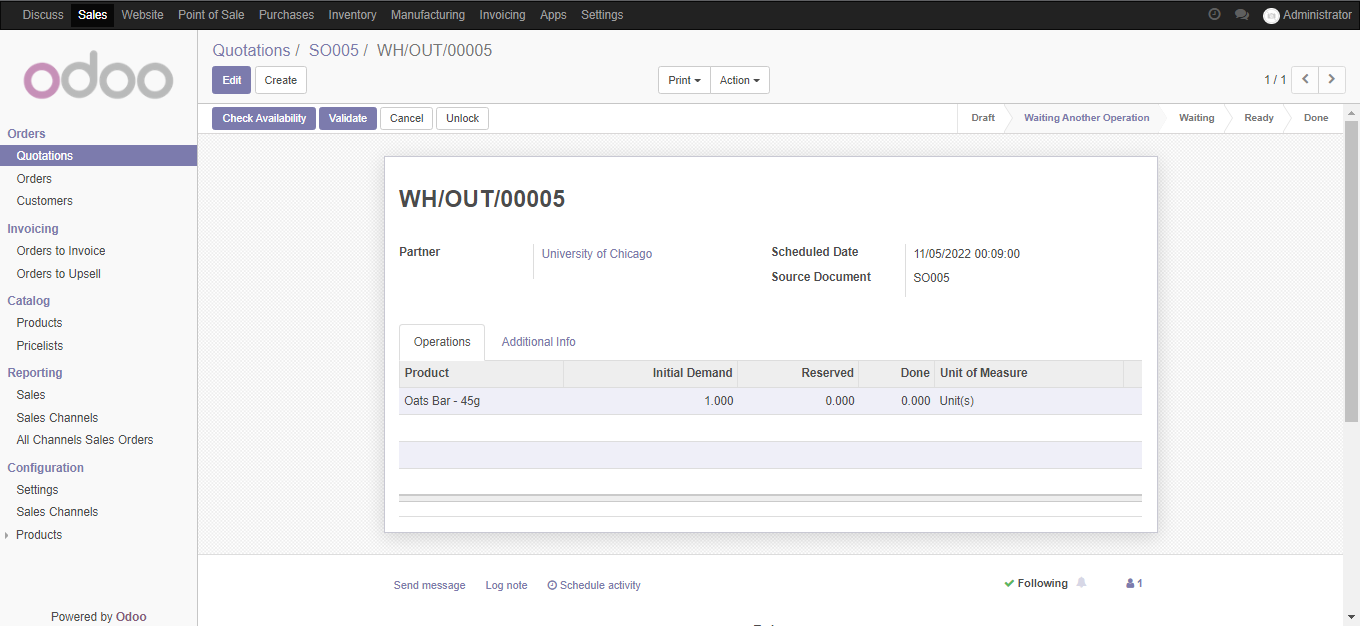 Discuss Sales Website Point of Sale Purchases Inventory Manufacturing Invoicing Apps Settings Administrator
odoo
Orders
Quotations
Orders
Customers
Invoicing
Orders to Invoice
Orders to Upsell
Catalog
Products
Pricelists
Reporting
Sales
Sales Channels
All Channels Sales Orders
Configuration
Settings
Sales Channels
Products
Powered by Odoo
Quotations / SO005 / WH/OUT/00005
Edit Create Print Action 1 / 1
Check Availability Validate Cancel Unlock Draft Waiting Another Operation Waiting Ready Done
WH/OUT/00005
Partner University of Chicago Scheduled Date 11/05/2022 00:09:00
Source Document SO005
Operations Additional Info
Product Initial Demand Reserved Done Unit of Measure
Oats Bar - 45g 1.000 0.000 0.000 Unit(s)
Send message Log note Schedule activity Following 1